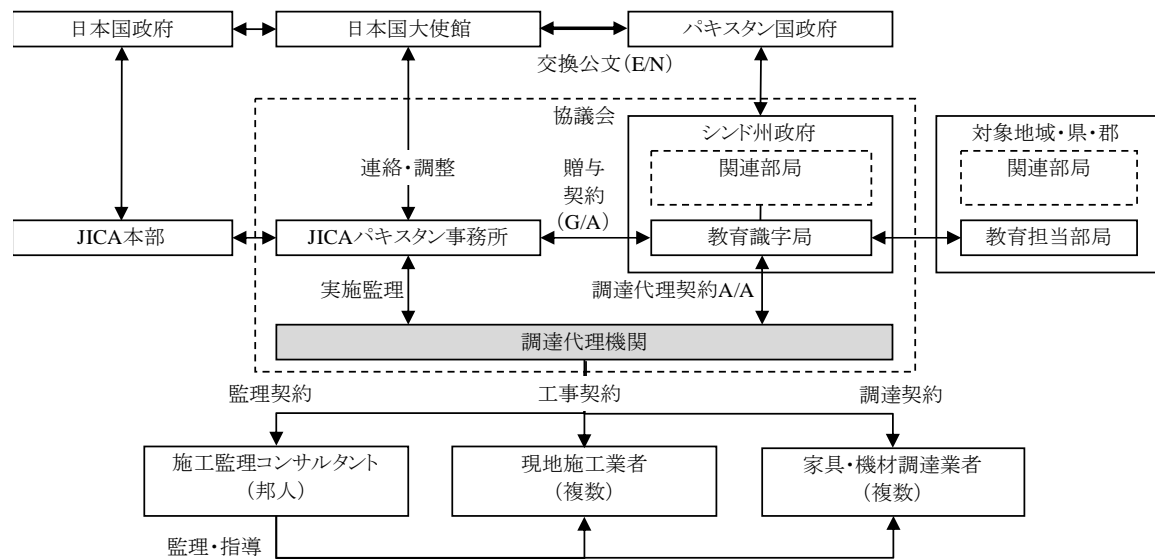 日本国政府
日本国大使館
パキスタン国政府
交換公文（E/N）
協議会
シンド州政府
対象地域・県・郡
関連部局
関連部局
連絡・調整
贈与
契約
（G/A）
JICA本部
JICAパキスタン事務所
教育識字局
教育担当部局
実施監理
調達代理契約A/A
調達代理機関
監理契約
工事契約
調達契約
施工監理コンサルタント
（邦人）
現地施工業者
（複数）
家具・機材調達業者
（複数）
監理・指導